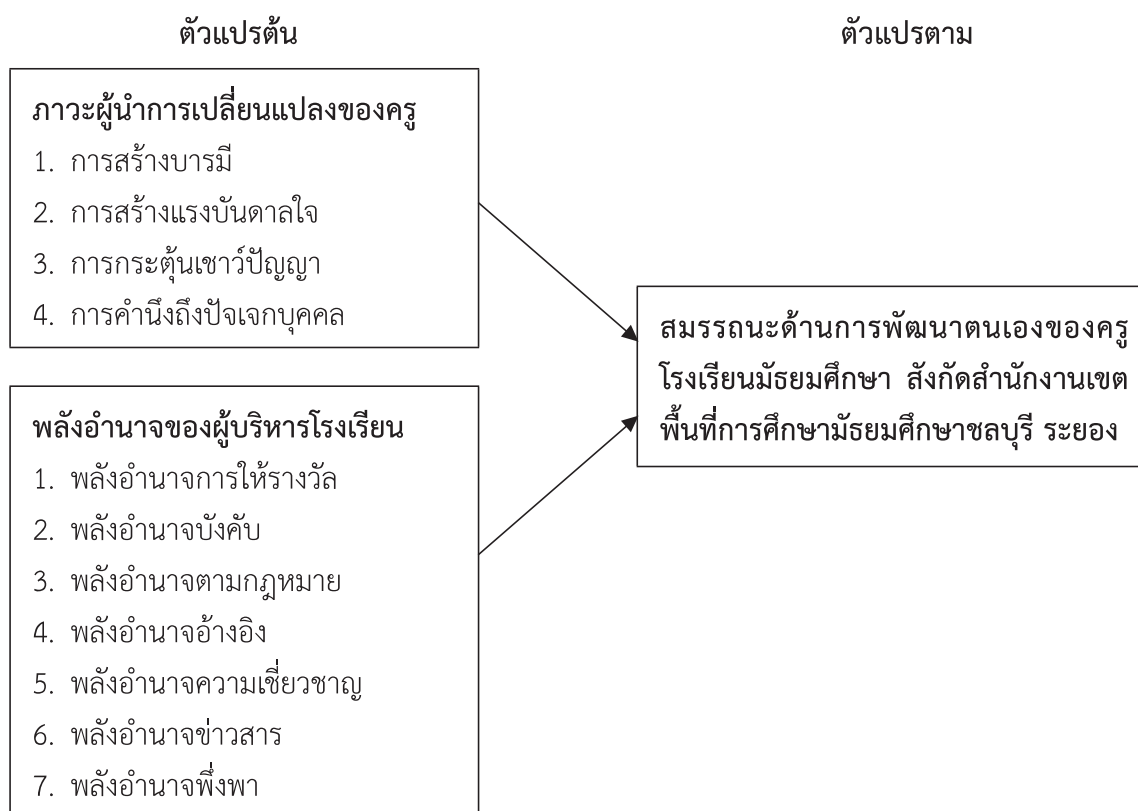 ตัวแปรต้น
ตัวแปรตาม
ภาวะผู้นำการเปลี่ยนแปลงของครู
1. การสร้างบารมี
2. การสร้างแรงบันดาลใจ
3. การกระตุ้นเชาว์ปัญญา
4. การคำนึงถึงปัจเจกบุคคล
พลังอำนาจของผู้บริหารโรงเรียน
1. พลังอำนาจการให้รางวัล
2. พลังอำนาจบังคับ
3. พลังอำนาจตามกฎหมาย
4. พลังอำนาจอ้างอิง
5. พลังอำนาจความเชี่ยวชาญ
6. พลังอำนาจข่าวสาร
7. พลังอำนาจพึ่งพา
สมรรถนะด้านการพัฒนาตนเองของครู
โรงเรียนมัธยมศึกษา สังกัดสำนักงานเขต
พื้นที่การศึกษามัธยมศึกษาชลบุรี ระยอง